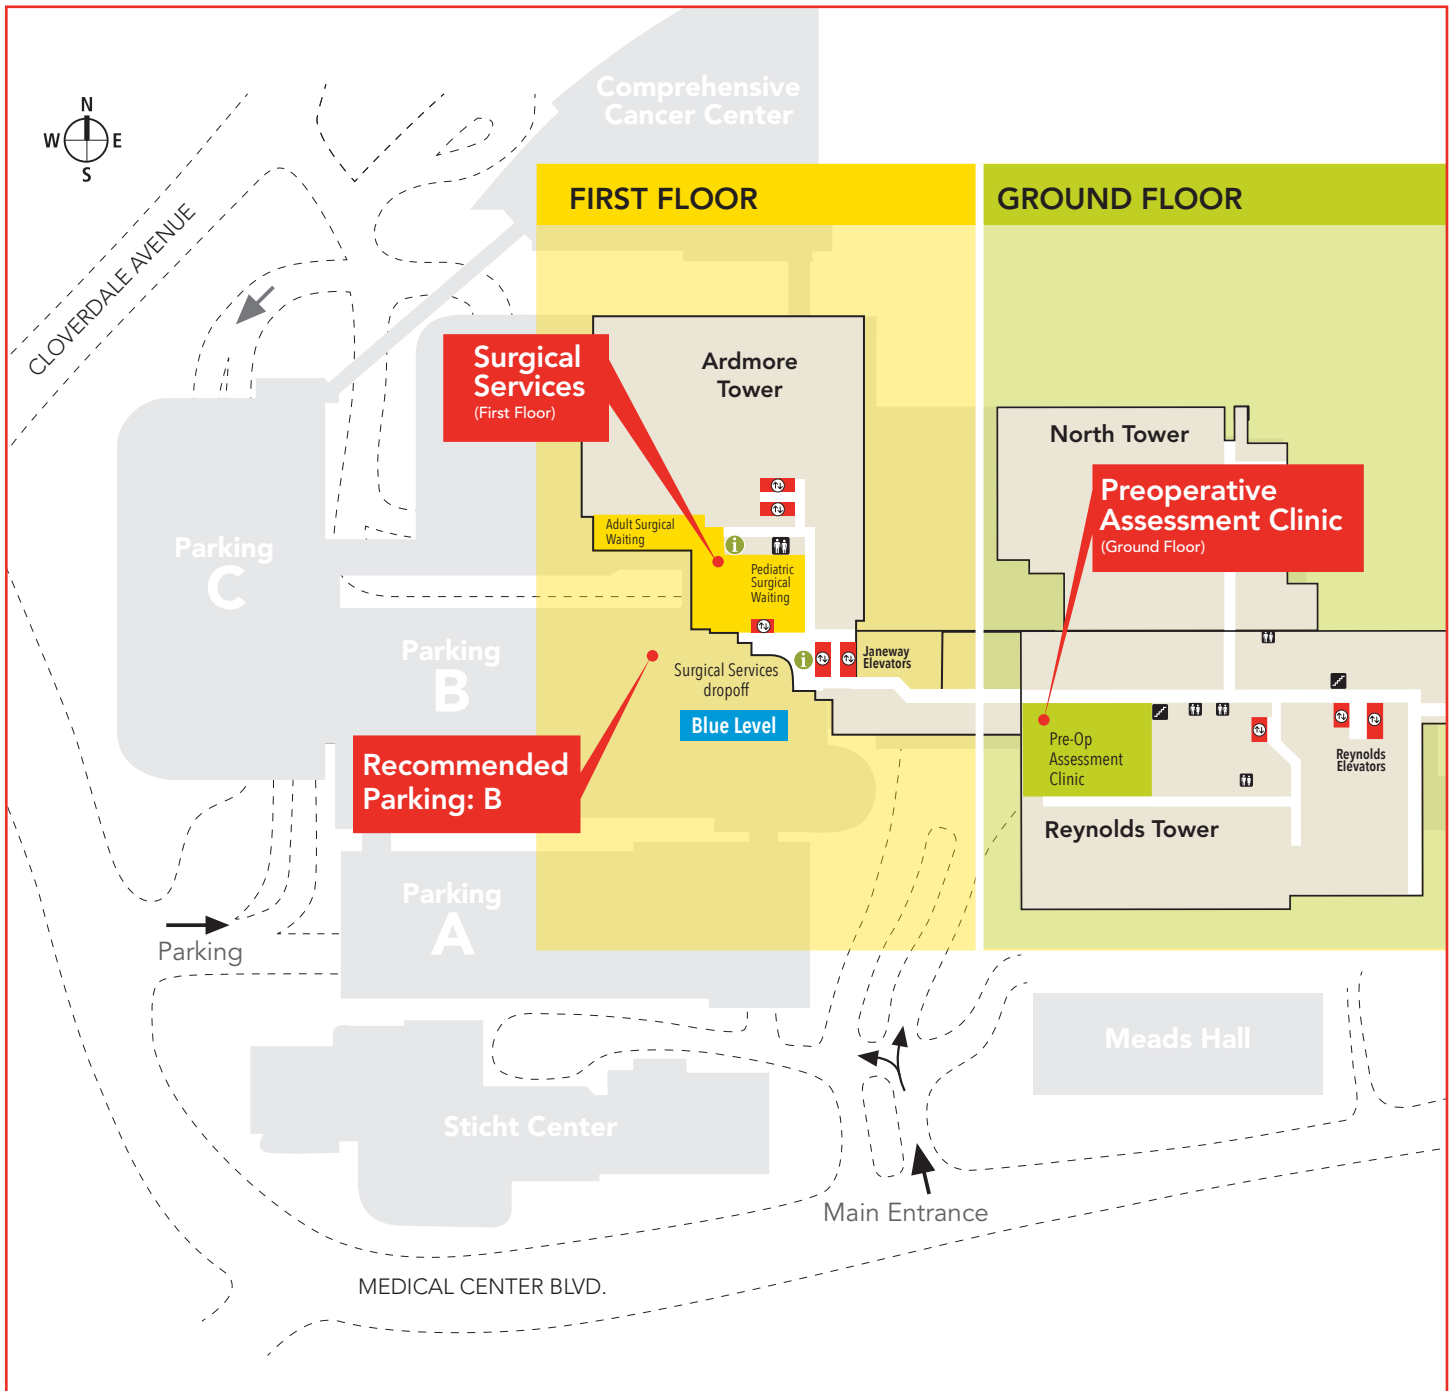 Comprehensive
Cancer Center
N
W E
S
FIRST FLOOR
GROUND FLOOR
CLOVERDALE AVENUE
Surgical
Services
(First Floor)
Ardmore
Tower
North Tower
Preoperative
Assessment Clinic
(Ground Floor)
Adult Surgical
Waiting
i
Pediatric
Surgical
Waiting
Parking
C
Parking
B
i
Janeway
Elevators
Surgical Services
dropoff
Blue Level
Recommended
Parking: B
Pre-Op
Assessment
Clinic
Reynolds
Elevators
Reynolds Tower
Parking
A
Parking
Meads Hall
Sticht Center
Main Entrance
MEDICAL CENTER BLVD.